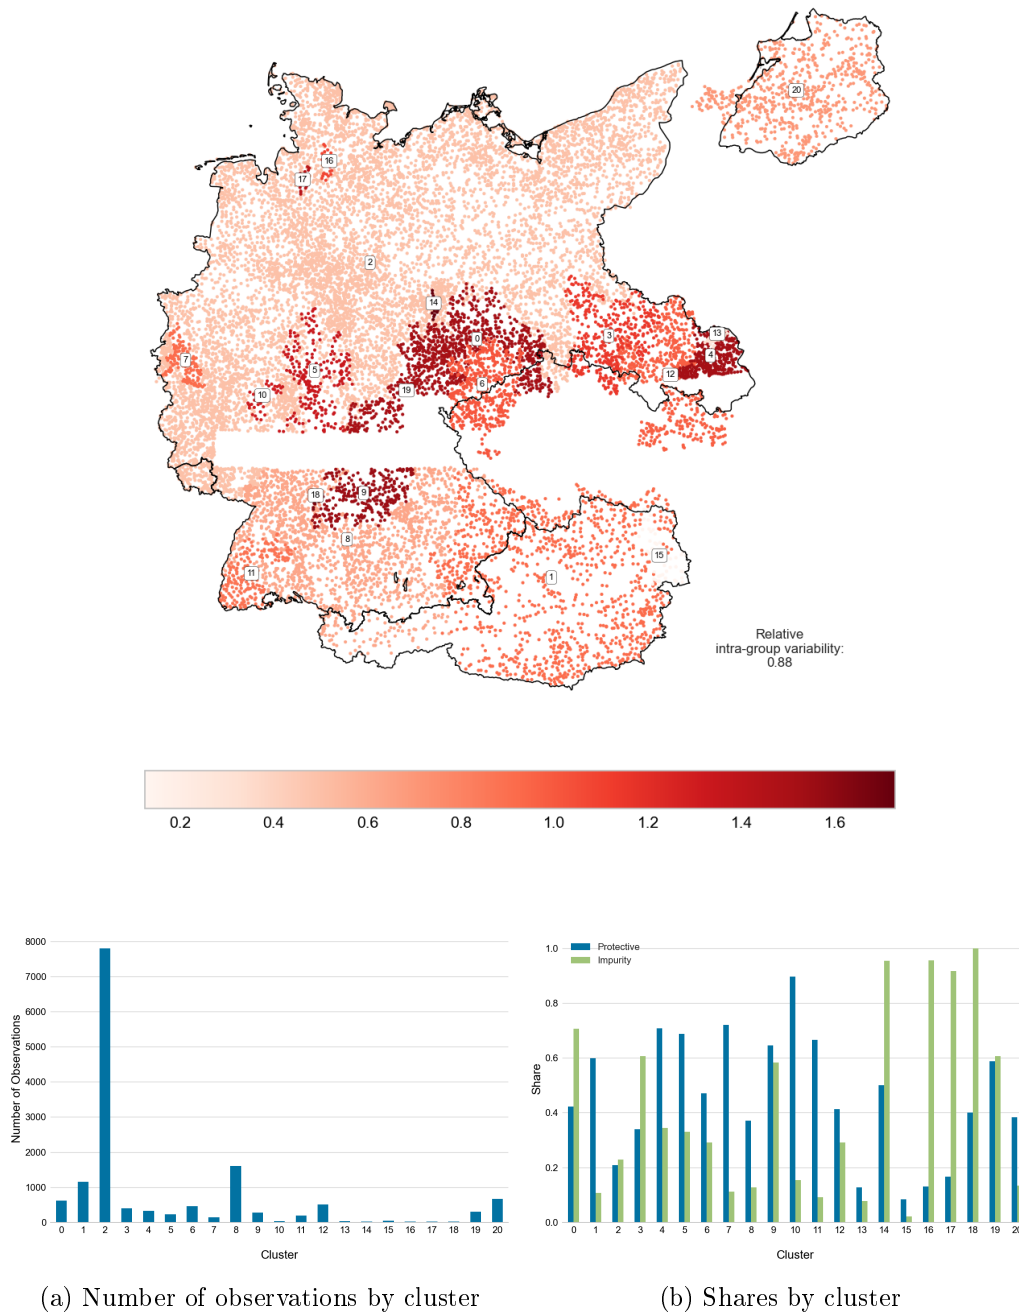 20
16
17
2
14
13
3
0
4
7
5
12
6
19
10
18
9
8
15
11
1
Relative
intra-group variability:
0.88
0.2 0.4 0.6 0.8 1.0 1.2 1.4 1.6
Number of Observations
8000
7000
6000
5000
4000
3000
2000
1000
0
0 1 2 3 4 5 6 7 8 9 10 11 12 13 14 15 16 17 18 19 20
Cluster
Share
Protective
Impurity
1.0
0.8
0.6
0.4
0.2
0.0
0 1 2 3 4 5 6 7 8 9 10 11 12 13 14 15 16 17 18 19 20
Cluster
(a) Number of observations by cluster
(b) Shares by cluster